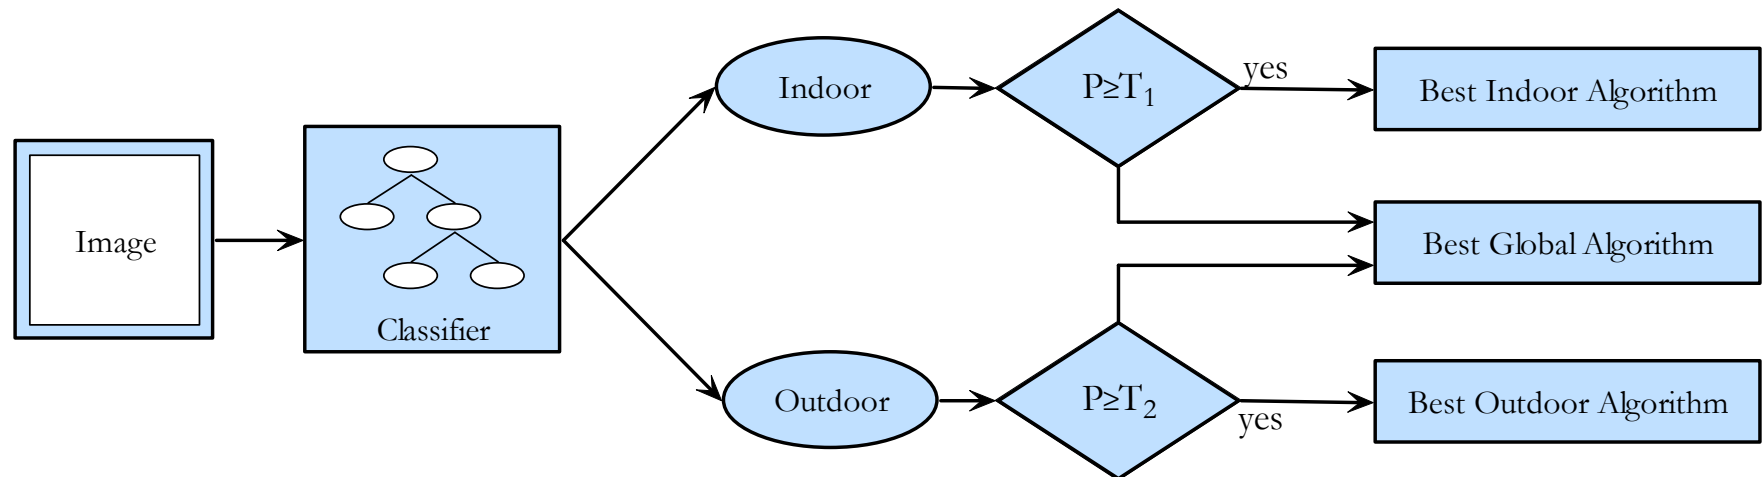 Image
Classifier
Indoor
P≥T₁
yes
Best Indoor Algorithm
Best Global Algorithm
Outdoor
P≥T₂
yes
Best Outdoor Algorithm